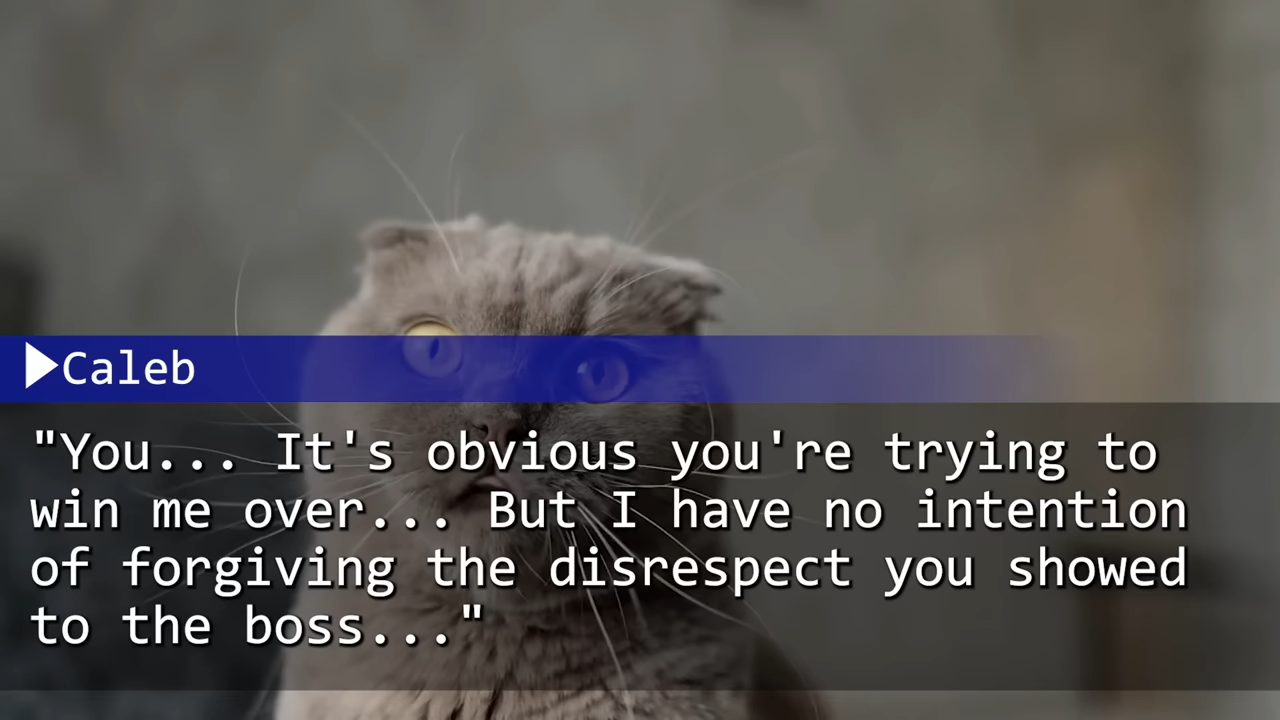 Caleb
"You... It's obvious you're trying to
win me over... But I have no intention
of forgiving the disrespect you showed
to the boss..."